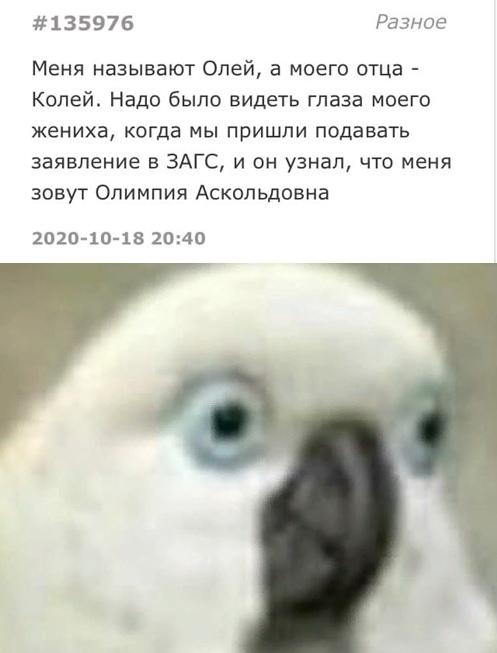 #135976
Разное
Меня называют Олей, а моего отца -
Колей. Надо было видеть глаза моего
жениха, когда мы пришли подавать
заявление в ЗАГС, и он узнал, что меня
зовут Олимпия Аскольдовна
2020-10-18 20:40